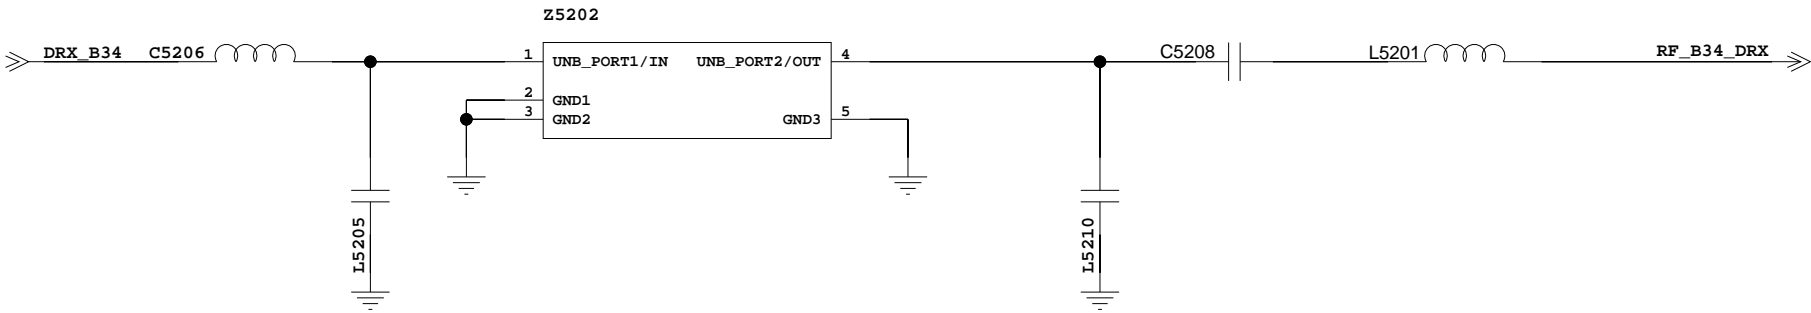 Z5202
DRX_B34 C5206 1 UNB_PORT1/IN UNB_PORT2/OUT 4 C5208 L5201 RF_B34_DRX
2 GND1
3 GND2 GND3 5
L5205
L5210